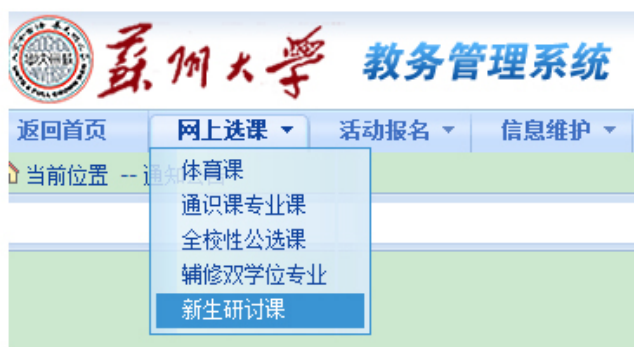 蘇州大學 教务管理系统
返回首页 网上选课 活动报名 信息维护
当前位置 -- 通知公告
体育课
通识课专业课
全校性公选课
辅修双学位专业
新生研讨课